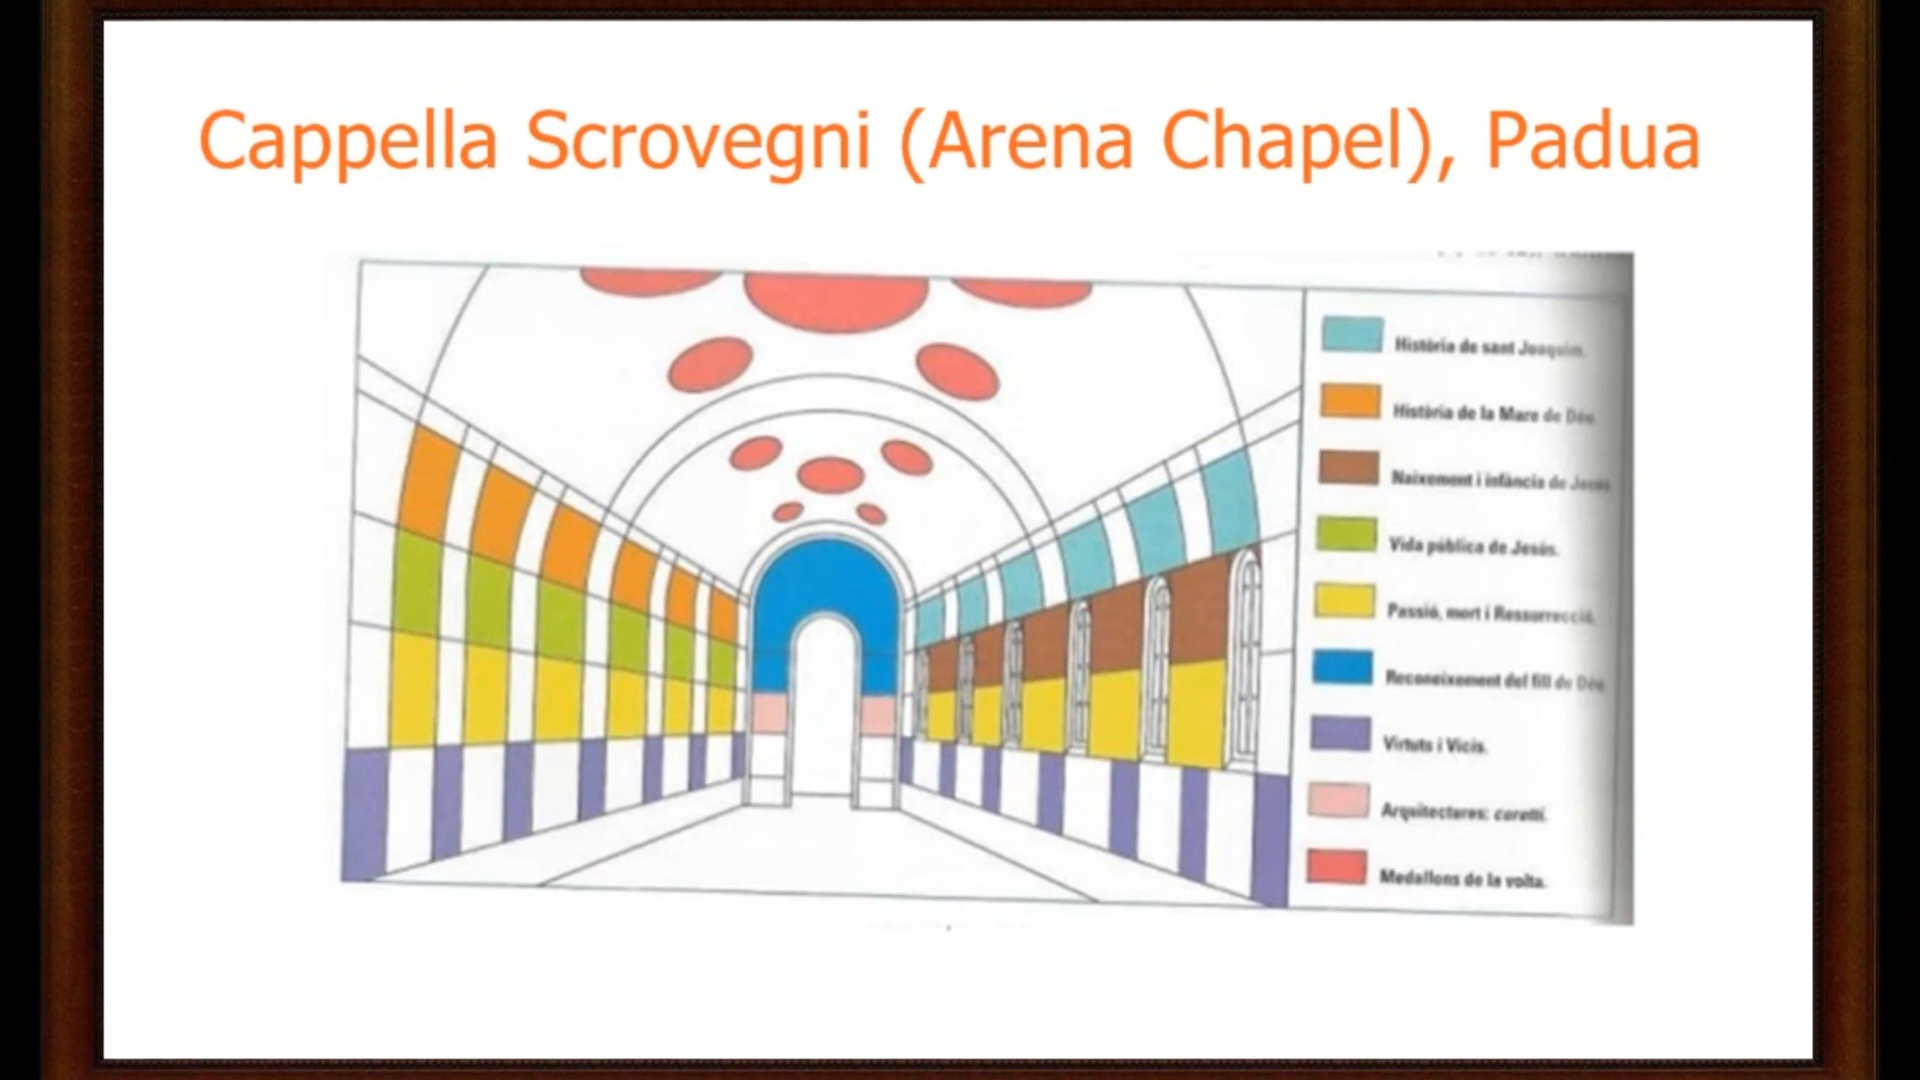 Cappella Scrovegni (Arena Chapel), Padua
Història de sant Joaquim.
Història de la Mare de Déu
Naixement i infància de Jesús
Vida pública de Jesús.
Passió, mort i Ressurrecció.
Reconeixement del fill de Déu
Virtuts i Vicis.
Arquitectures: coretti.
Medallons de la volta.